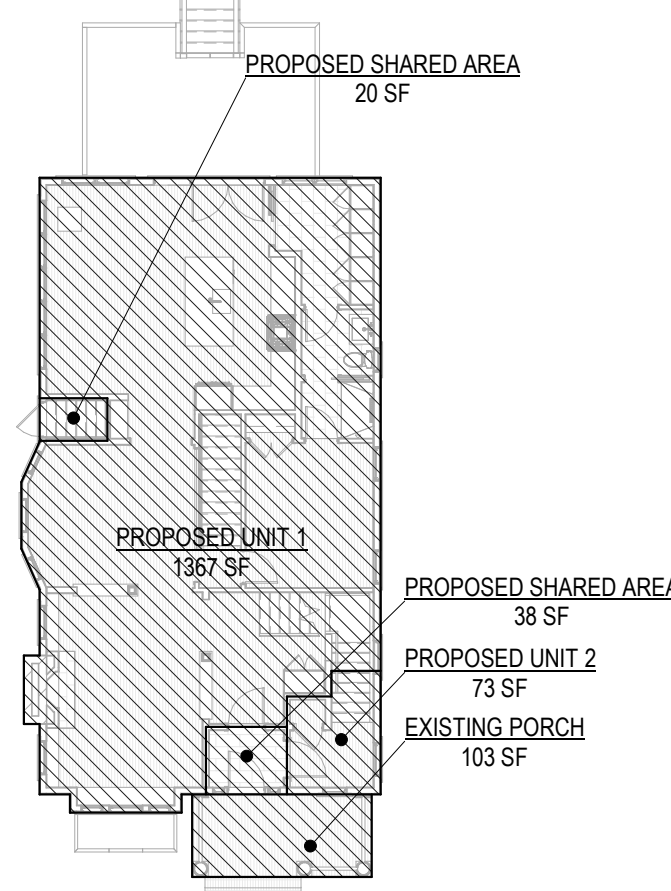 PROPOSED SHARED AREA
20 SF
PROPOSED UNIT 1
1367 SF
PROPOSED SHARED AREA
38 SF
PROPOSED UNIT 2
73 SF
EXISTING PORCH
103 SF